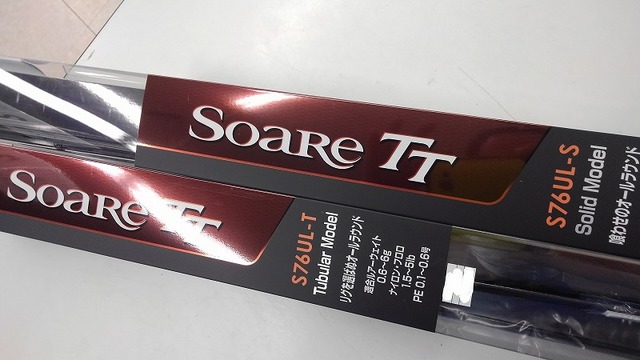 SOARE TT
S76UL-S
Solid Model
喰わせのオールラウンド
SOARE TT
S76UL-T
Tubular Model
リグを選ばぬオールラウンド
適合ルアーウェイト
0.6~6g
ナイロン・フロロ
1.5~5lb
PE 0.1~0.6号